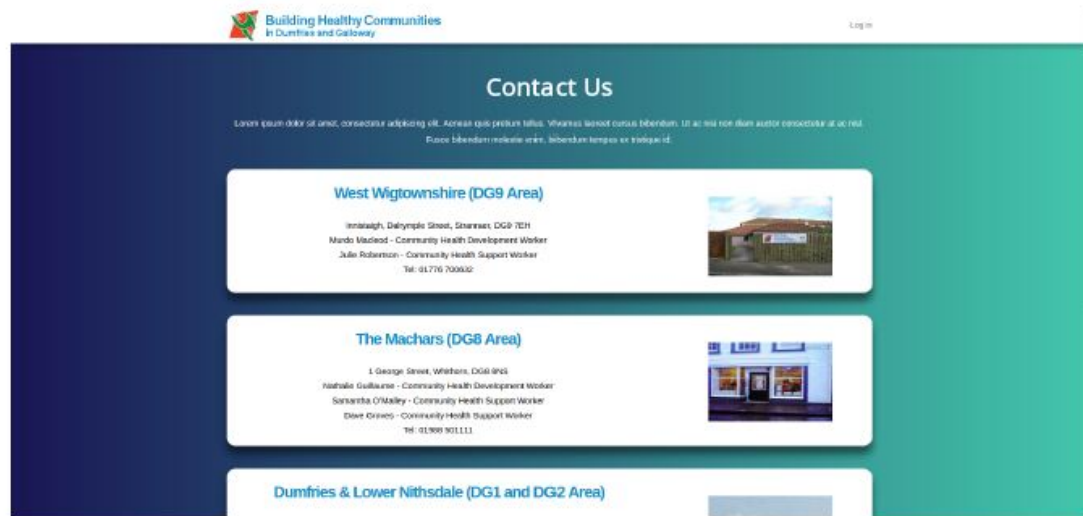 Building Healthy Communities
in Dumfries and Galloway
Log In
Contact Us
Lorem ipsum dolor sit amet, consectetur adipiscing elit. Aenean quis pretium tellus. Vivamus laoreet cursus bibendum. Ut ac nisi non diam auctor consectetur at ac nisl.
Fusce bibendum molestie enim, bibendum tempus ex tristique id.
West Wigtownshire (DG9 Area)
Innistaigh, Dalrymple Street, Stranraer, DG9 7EH
Murdo Macleod - Community Health Development Worker
Julie Robertson - Community Health Support Worker
Tel: 01776 700632
The Machars (DG8 Area)
1 George Street, Whithorn, DG8 8NS
Nathalie Guillaume - Community Health Development Worker
Samantha O'Malley - Community Health Support Worker
Dave Groves - Community Health Support Worker
Tel: 01988 501111
Dumfries & Lower Nithsdale (DG1 and DG2 Area)